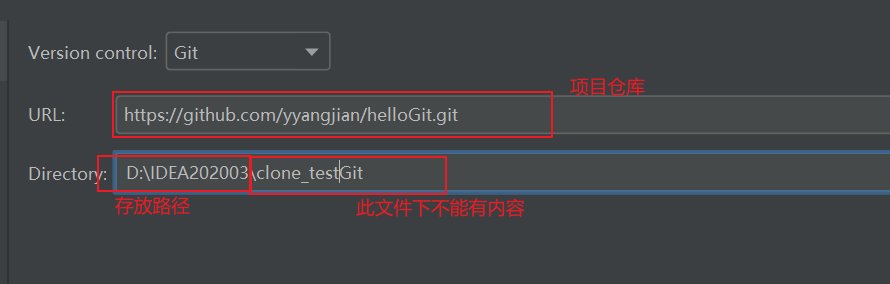 Version control: Git
项目仓库
URL: https://github.com/yyangjian/helloGit.git
Directory: D:\IDEA202003\clone_testGit
存放路径
此文件下不能有内容